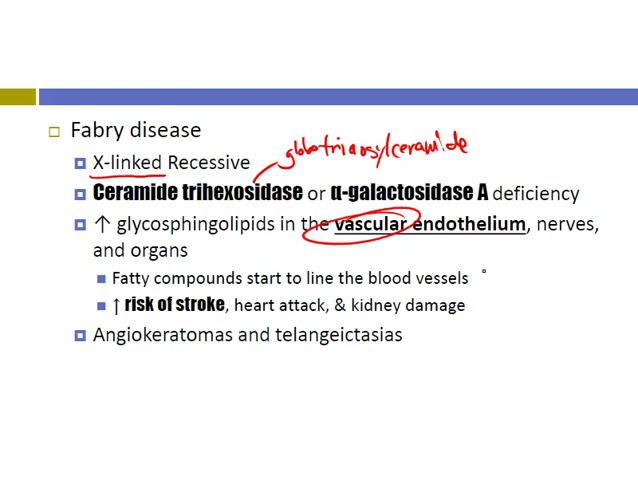 Fabry disease
globotriaosylceramide
X-linked Recessive
Ceramide trihexosidase or α-galactosidase A deficiency
↑ glycosphingolipids in the vascular endothelium, nerves,
and organs
Fatty compounds start to line the blood vessels
↑ risk of stroke, heart attack, & kidney damage
Angiokeratomas and telangeictasias